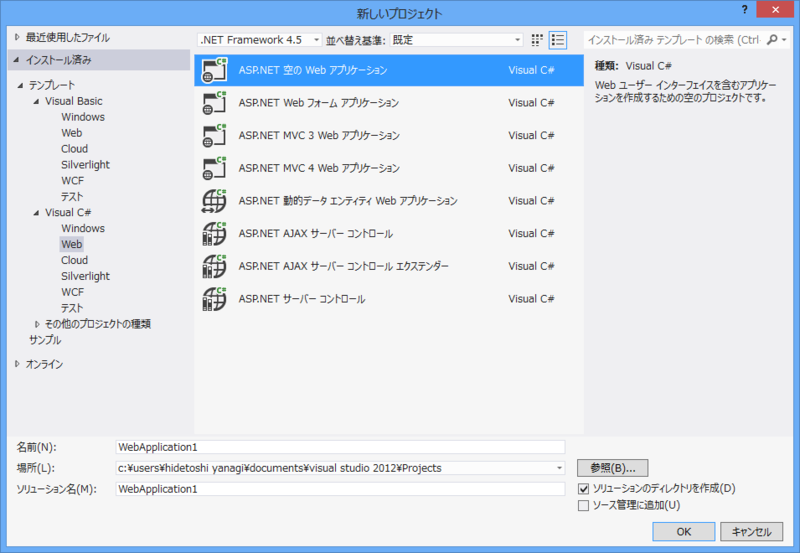 新しいプロジェクト
? ×
最近使用したファイル
インストール済み
テンプレート
Visual Basic
Windows
Web
Cloud
Silverlight
WCF
テスト
Visual C#
Windows
Web
Cloud
Silverlight
WCF
テスト
その他のプロジェクトの種類
サンプル
オンライン
.NET Framework 4.5 並べ替え基準: 既定
ASP.NET 空の Web アプリケーション Visual C#
ASP.NET Web フォーム アプリケーション Visual C#
ASP.NET MVC 3 Web アプリケーション Visual C#
ASP.NET MVC 4 Web アプリケーション Visual C#
ASP.NET 動的データ エンティティ Web アプリケーション Visual C#
ASP.NET AJAX サーバー コントロール Visual C#
ASP.NET AJAX サーバー コントロール エクステンダー Visual C#
ASP.NET サーバー コントロール Visual C#
インストール済み テンプレート の検索 (Ctrl-
種類: Visual C#
Web ユーザー インターフェイスを含むアプリケー
ションを作成するための空のプロジェクトです。
名前(N): WebApplication1
場所(L): c:¥users¥hidetoshi yanagi¥documents¥visual studio 2012¥Projects 参照(B)...
ソリューション名(M): WebApplication1
ソリューションのディレクトリを作成(D)
ソース管理に追加(U)
OK キャンセル